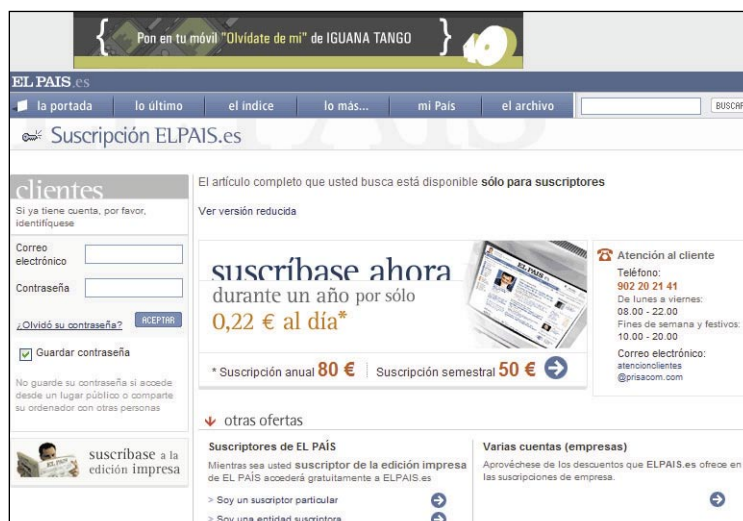 { Pon en tu móvil "Olvídate de mi" de IGUANA TANGO }
EL PAIS.es
la portada lo último el índice lo más... mi País el archivo BUSCAR
Suscripción ELPAIS.es
clientes
Si ya tiene cuenta, por favor,
identifíquese
Correo
electrónico
Contraseña
¿Olvidó su contraseña? ACEPTAR
Guardar contraseña
No guarde su contraseña si accede
desde un lugar público o comparte
su ordenador con otras personas
suscríbase a la
edición impresa
El artículo completo que usted busca está disponible sólo para suscriptores
Ver versión reducida
suscríbase ahora
durante un año por sólo
0,22 € al día*
* Suscripción anual 80 € Suscripción semestral 50 €
EL PAIS
Atención al cliente
Teléfono:
902 20 21 41
De lunes a viernes:
08.00 - 22.00
Fines de semana y festivos:
10.00 - 20.00
Correo electrónico:
atencionclientes
@prisacom.com
otras ofertas
Suscriptores de EL PAÍS
Mientras sea usted suscriptor de la edición impresa
de EL PAÍS accederá gratuitamente a ELPAIS.es
> Soy un suscriptor particular
> Soy una entidad suscriptora
Varias cuentas (empresas)
Aprovéchese de los descuentos que ELPAIS.es ofrece en
las suscripciones de empresa.